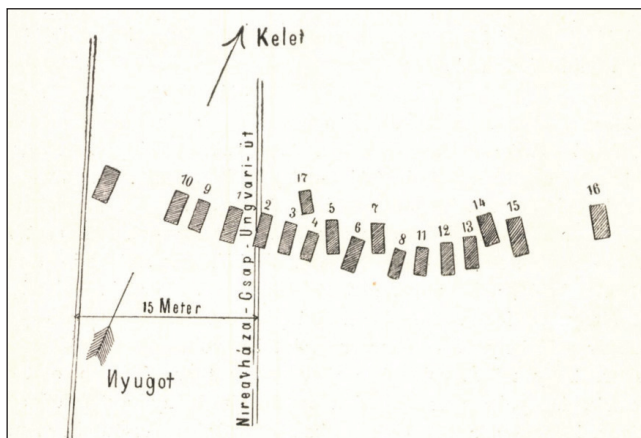 Kelet
10 9 1 2 3 4 17 5 6 7 8 11 12 13 14 15 16
Nireavháza - Csap - Ungvari - út
15 Meter
Nyugot